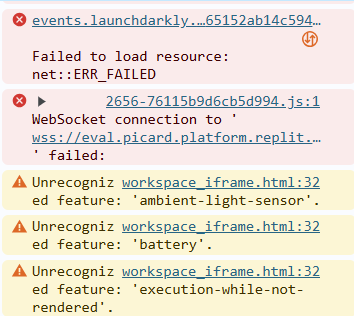 events.launchdarkly.…65152ab14c594…
Failed to load resource:
net::ERR_FAILED
2656-76115b9d6cb5d994.js:1
WebSocket connection to '
wss://eval.picard.platform.replit.…
' failed:
Unrecogniz workspace_iframe.html:32
ed feature: 'ambient-light-sensor'.
Unrecogniz workspace_iframe.html:32
ed feature: 'battery'.
Unrecogniz workspace_iframe.html:32
ed feature: 'execution-while-not-
rendered'.